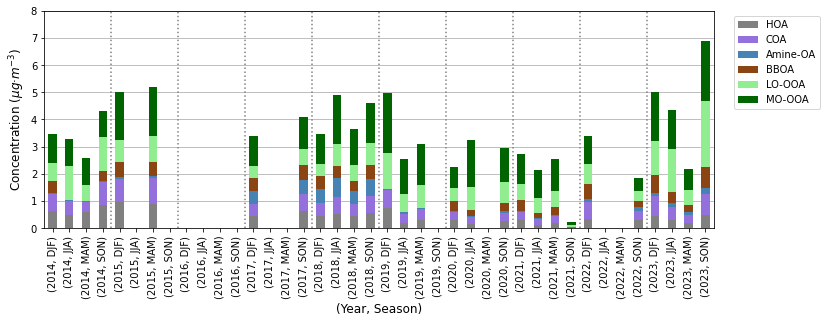 Concentration (μg·m⁻³)
8
7
6
5
4
3
2
1
0
(2014, DJF)
(2014, JJA)
(2014, MAM)
(2014, SON)
(2015, DJF)
(2015, JJA)
(2015, MAM)
(2015, SON)
(2016, DJF)
(2016, JJA)
(2016, MAM)
(2016, SON)
(2017, DJF)
(2017, JJA)
(2017, MAM)
(2017, SON)
(2018, DJF)
(2018, JJA)
(2018, MAM)
(2018, SON)
(2019, DJF)
(2019, JJA)
(2019, MAM)
(2019, SON)
(2020, DJF)
(2020, JJA)
(2020, MAM)
(2020, SON)
(2021, DJF)
(2021, JJA)
(2021, MAM)
(2021, SON)
(2022, DJF)
(2022, JJA)
(2022, MAM)
(2022, SON)
(2023, DJF)
(2023, JJA)
(2023, MAM)
(2023, SON)
(Year, Season)
HOA
COA
Amine-OA
BBOA
LO-OOA
MO-OOA